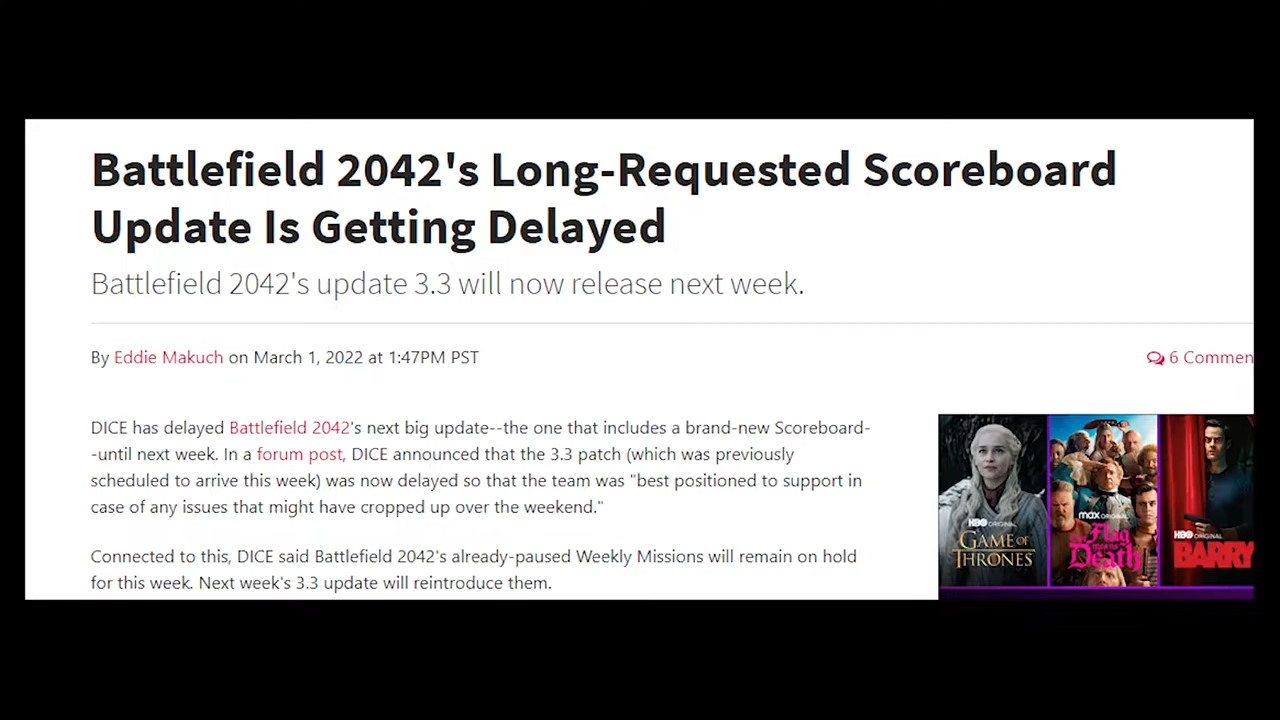 Battlefield 2042's Long-Requested Scoreboard
Update Is Getting Delayed
Battlefield 2042's update 3.3 will now release next week.
By Eddie Makuch on March 1, 2022 at 1:47PM PST
6 Commen
DICE has delayed Battlefield 2042's next big update--the one that includes a brand-new Scoreboard-
-until next week. In a forum post, DICE announced that the 3.3 patch (which was previously
scheduled to arrive this week) was now delayed so that the team was "best positioned to support in
case of any issues that might have cropped up over the weekend."
Connected to this, DICE said Battlefield 2042's already-paused Weekly Missions will remain on hold
for this week. Next week's 3.3 update will reintroduce them.
HBO ORIGINAL
GAME OF
THRONES
max ORIGINAL
Our
Flag
means
Death
HBO ORIGINAL
BARRY